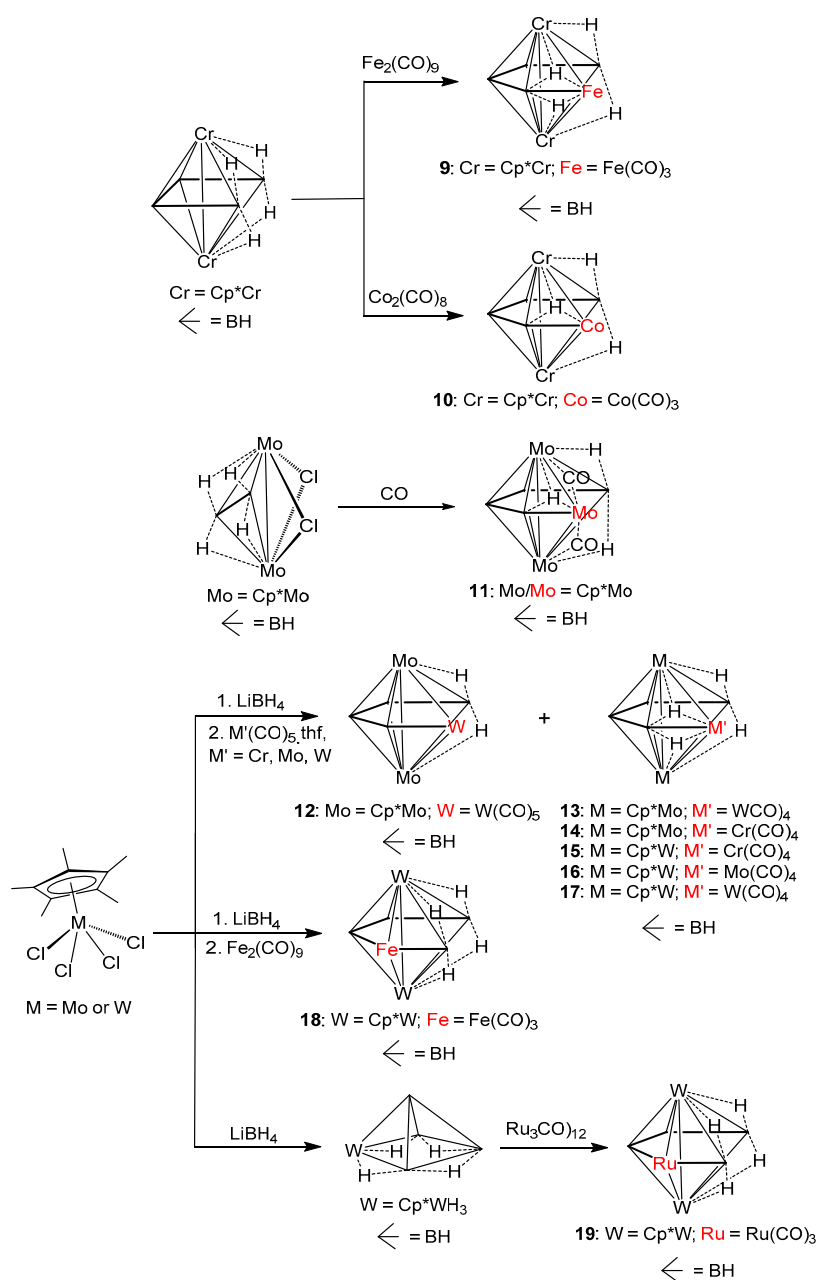 Cr H
H
Fe₂(CO)₉
Fe
H
H
Cr
Cr H
H
H
H
Cr
9: Cr = Cp*Cr; Fe = Fe(CO)₃
= BH
Cr = Cp*Cr
= BH
Co₂(CO)₈
Cr H
H
Co
H
Cr
10: Cr = Cp*Cr; Co = Co(CO)₃
= BH
Mo
H
H
Cl
Cl
H
H
Mo
Mo = Cp*Mo
= BH
CO
Mo H
CO
H
Mo
CO H
Mo
11: Mo/Mo = Cp*Mo
= BH
1. LiBH₄
2. M'(CO)₅.thf,
M' = Cr, Mo, W
Mo H
W H
Mo
12: Mo = Cp*Mo; W = W(CO)₅
= BH
+
M H
H
M' H
H
M
13: M = Cp*Mo; M' = WCO)₄
14: M = Cp*Mo; M' = Cr(CO)₄
15: M = Cp*W; M' = Cr(CO)₄
16: M = Cp*W; M' = Mo(CO)₄
17: M = Cp*W; M' = W(CO)₄
= BH
M
Cl
Cl
Cl
Cl
M = Mo or W
1. LiBH₄
2. Fe₂(CO)₉
W H
H
Fe H
H
W
18: W = Cp*W; Fe = Fe(CO)₃
= BH
LiBH₄
W H H
H H
W = Cp*WH₃
= BH
Ru₃CO)₁₂
W H
H
Ru H
H
W
19: W = Cp*W; Ru = Ru(CO)₃
= BH